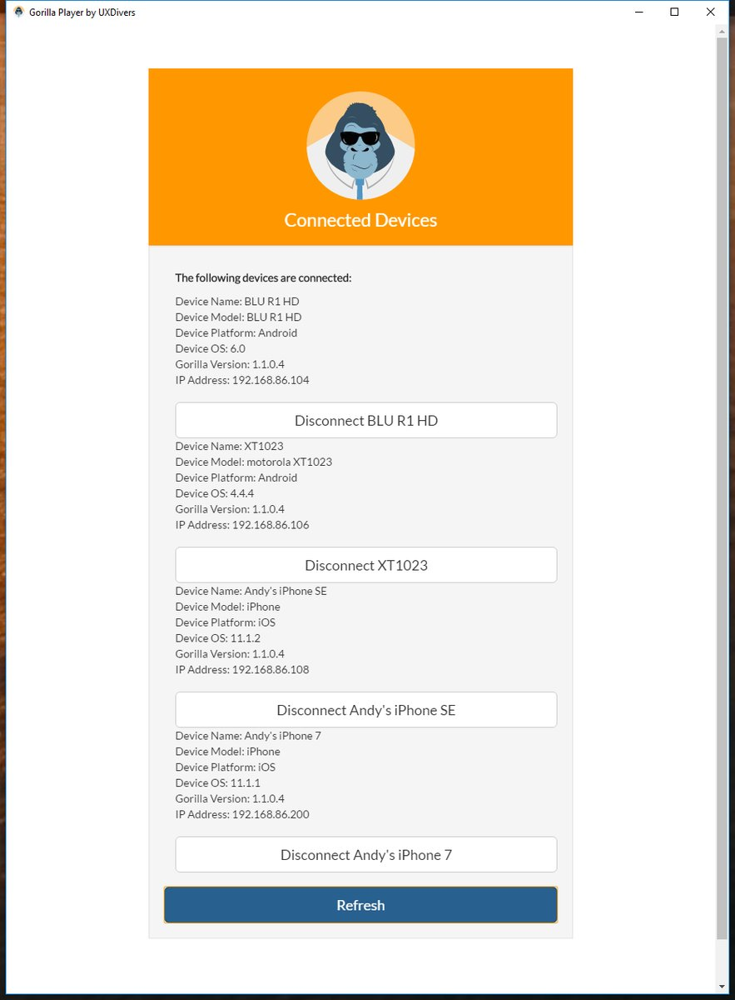 Gorilla Player by UXDivers
Connected Devices
The following devices are connected:
Device Name: BLU R1 HD
Device Model: BLU R1 HD
Device Platform: Android
Device OS: 6.0
Gorilla Version: 1.1.0.4
IP Address: 192.168.86.104
Disconnect BLU R1 HD
Device Name: XT1023
Device Model: motorola XT1023
Device Platform: Android
Device OS: 4.4.4
Gorilla Version: 1.1.0.4
IP Address: 192.168.86.106
Disconnect XT1023
Device Name: Andy's iPhone SE
Device Model: iPhone
Device Platform: iOS
Device OS: 11.1.2
Gorilla Version: 1.1.0.4
IP Address: 192.168.86.108
Disconnect Andy's iPhone SE
Device Name: Andy's iPhone 7
Device Model: iPhone
Device Platform: iOS
Device OS: 11.1.1
Gorilla Version: 1.1.0.4
IP Address: 192.168.86.200
Disconnect Andy's iPhone 7
Refresh